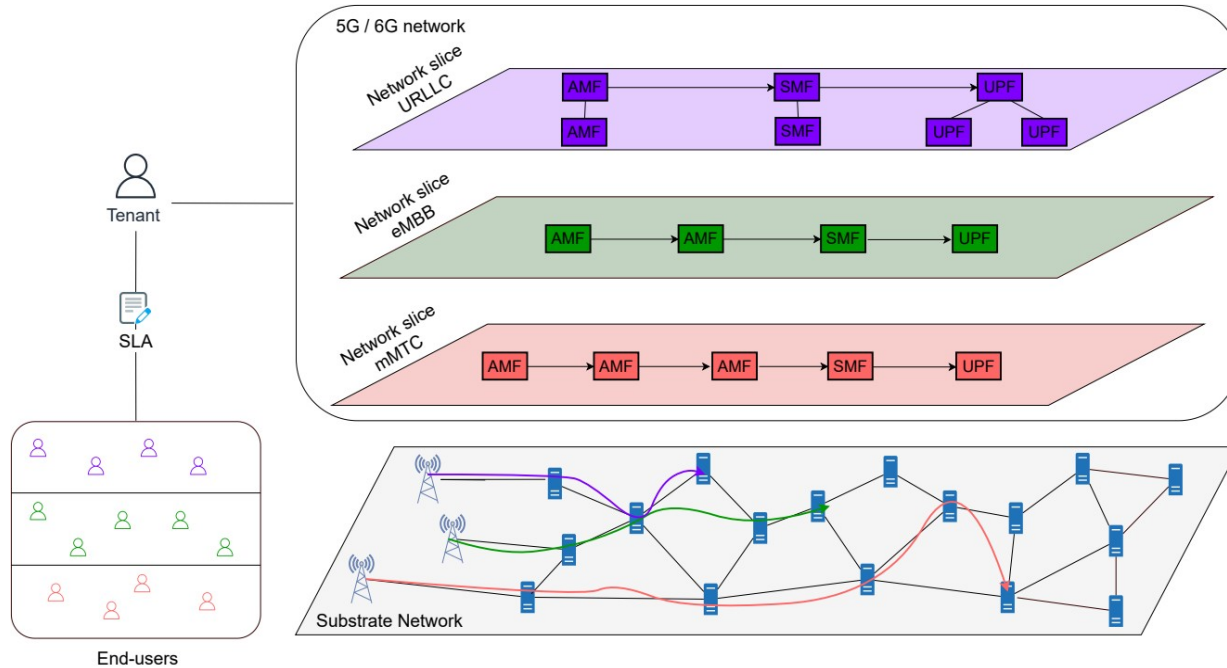 5G / 6G network
Network slice
URLLC
AMF
SMF
UPF
AMF
SMF
UPF
UPF
Tenant
Network slice
eMBB
AMF
AMF
SMF
UPF
SLA
Network slice
mMTC
AMF
AMF
AMF
SMF
UPF
Substrate Network
End-users